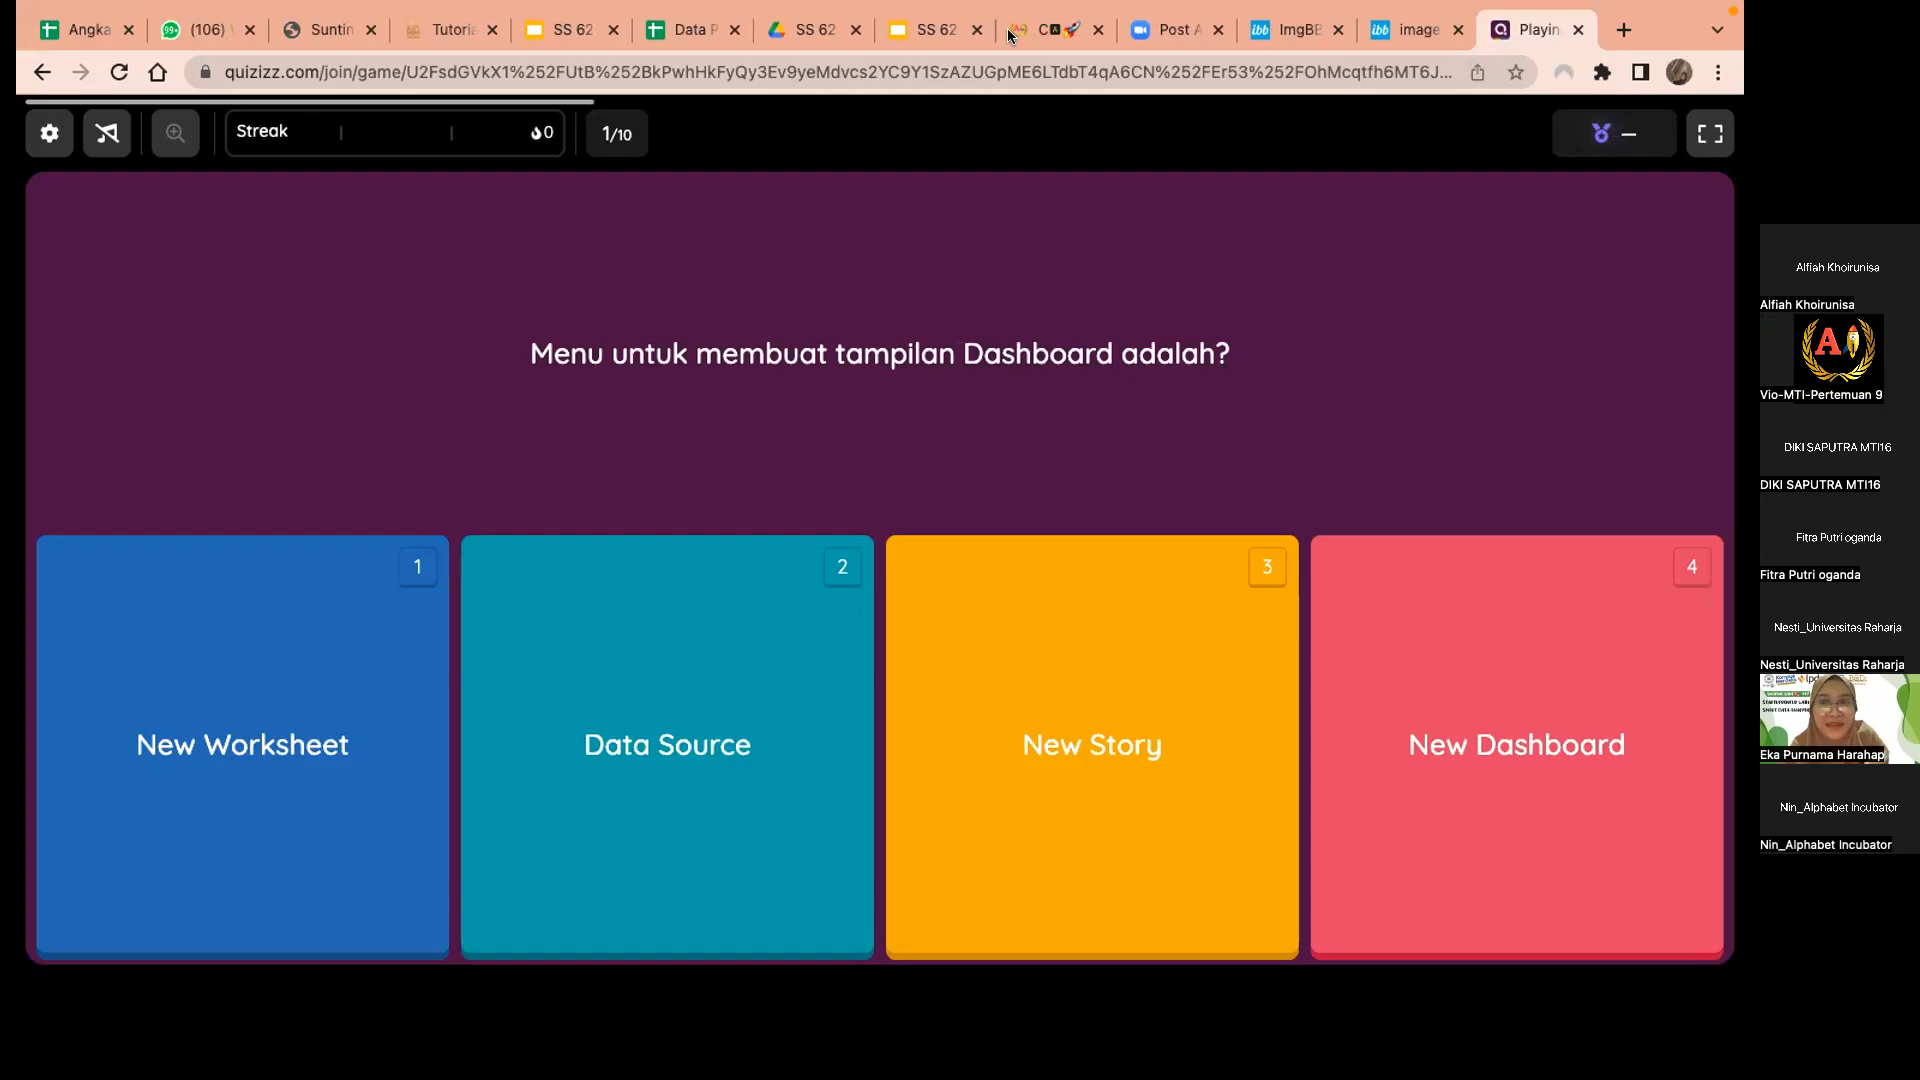 Angka
99+
(106)
Suntin
Tutoria
SS 62
Data P
SS 62
SS 62
Post A
ibb
ImgBB
ibb
image
Playin
quizizz.com/join/game/U2FsdGVkX1%252FUtB%252BkPwhHkFyQy3Ev9yeMdvcs2YC9Y1SzAZUGpME6LTdbT4qA6CN%252FEr53%252FOhMcqtfh6MT6J...
Streak
0
1/10
Menu untuk membuat tampilan Dashboard adalah?
1
New Worksheet
2
Data Source
3
New Story
4
New Dashboard
Alfiah Khoirunisa
Alfiah Khoirunisa
A
Vio-MTI-Pertemuan 9
DIKI SAPUTRA MTI16
DIKI SAPUTRA MTI16
Fitra Putri oganda
Fitra Putri oganda
Nesti_Universitas Raharja
Nesti_Universitas Raharja
Eka Purnama Harahap
Nin_Alphabet Incubator
Nin_Alphabet Incubator